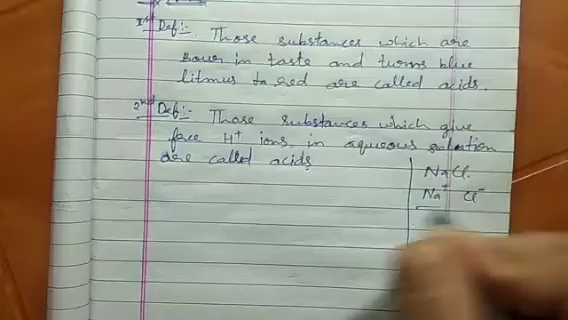 1st Def:- Those substances which are
sour in taste and turns blue
litmus to red are called acids.
2nd Def:- Those substances which give
free H+ ions in aqueous solution
are called acids
NaCl.
Na+ Cl-